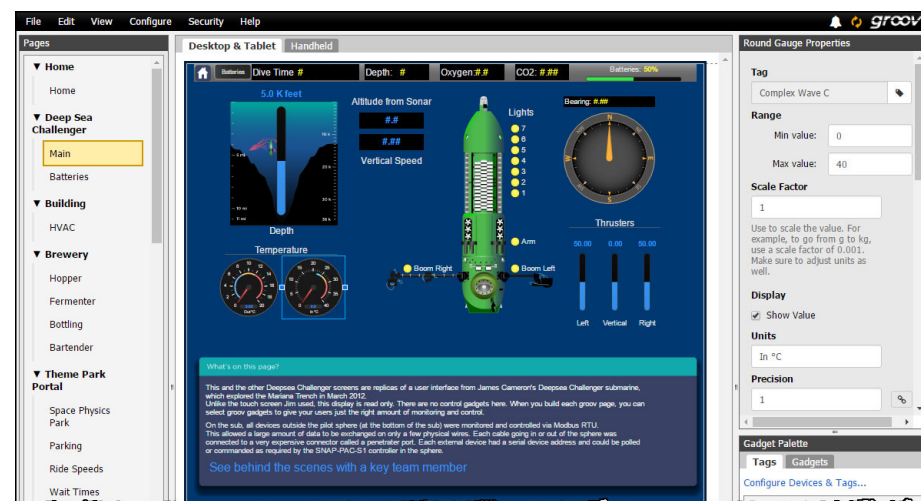 File Edit View Configure Security Help
groov
Pages
▼ Home
Home
▼ Deep Sea
Challenger
Main
Batteries
▼ Building
HVAC
▼ Brewery
Hopper
Fermenter
Bottling
Bartender
▼ Theme Park
Portal
Space Physics
Park
Parking
Ride Speeds
Wait Times
Desktop & Tablet Handheld
Batteries Dive Time # Depth: # Oxygen:#.# CO2: #.## Batteries: 50%
5.0 K feet
Depth
Altitude from Sonar
#.#
#.##
Vertical Speed
Temperature
Out°C
In °C
Lights
7
6
5
4
3
2
1
Arm
Boom Right
Boom Left
Bearing: #.##
N
E
S
W
Thrusters
50.00 0.00 50.00
Left Vertical Right
What's on this page?
This and the other Deepsea Challenger screens are replicas of a user interface from James Cameron's Deepsea Challenger submarine,
which explored the Mariana Trench in March 2012.
Unlike the touch screen Jim used, this display is read only. There are no control gadgets here. When you build each groov page, you can
select groov gadgets to give your users just the right amount of monitoring and control.
On the sub, all devices outside the pilot sphere (at the bottom of the sub) were monitored and controlled via Modbus RTU.
This allowed a large amount of data to be exchanged on only a few physical wires. Each cable going in or out of the sphere was
connected to a very expensive connector called a penetrater port. Each external device had a serial device address and could be polled
or commanded as required by the SNAP-PAC-S1 controller in the sphere.
See behind the scenes with a key team member
Round Gauge Properties
Tag
Complex Wave C
Range
Min value: 0
Max value: 40
Scale Factor
1
Use to scale the value. For
example, to go from g to kg,
use a scale factor of 0.001.
Make sure to adjust units as
well.
Display
Show Value
Units
In °C
Precision
1
Gadget Palette
Tags Gadgets
Configure Devices & Tags...